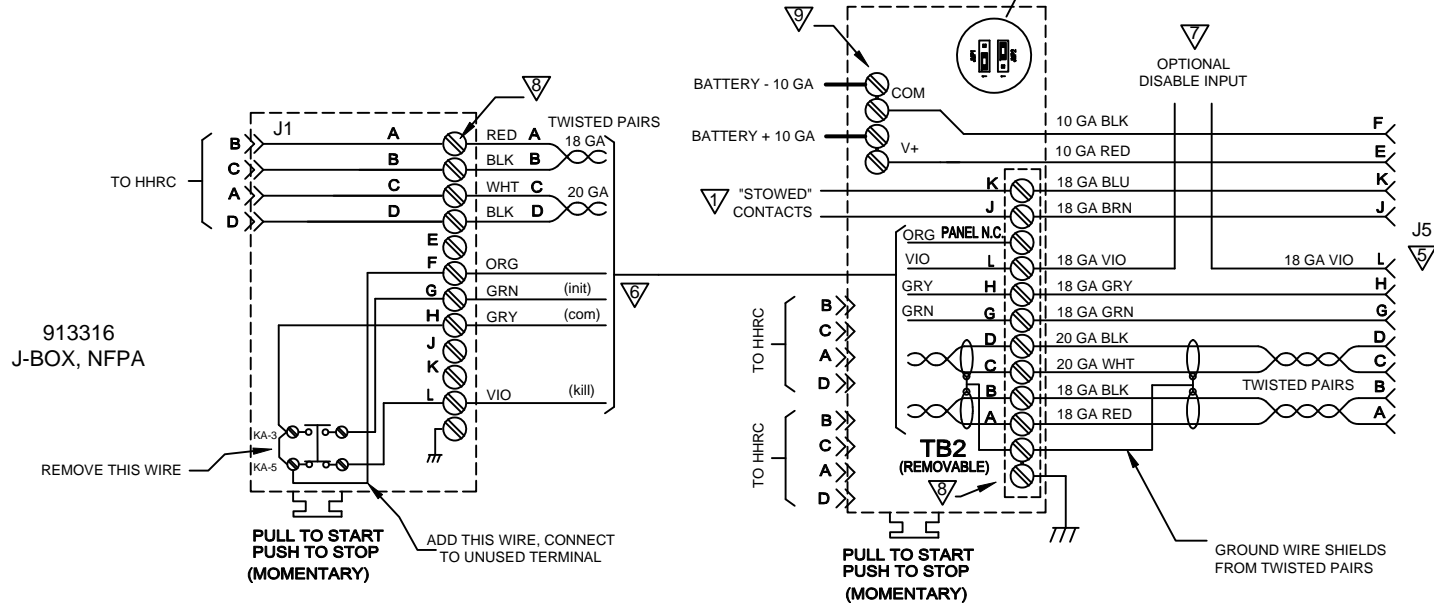 913316
J-BOX, NFPA
TO HHRC
B
C
A
D
J1
A
B
C
D
E
F
G
H
J
K
L
8
TWISTED PAIRS
RED A
18 GA
BLK B
WHT C
20 GA
BLK D
ORG
GRN (init)
GRY (com)
VIO (kill)
6
KA-3
KA-5
REMOVE THIS WIRE
PULL TO START
PUSH TO STOP
(MOMENTARY)
ADD THIS WIRE, CONNECT
TO UNUSED TERMINAL
9
BATTERY - 10 GA
COM
BATTERY + 10 GA
V+
JP1
JP2
1
1
7
OPTIONAL
DISABLE INPUT
1
"STOWED"
CONTACTS
K
J
ORG PANEL N.C.
VIO L
GRY H
GRN G
D
C
B
A
TO HHRC
B
C
A
D
TO HHRC
B
C
A
D
TB2
(REMOVABLE)
8
PULL TO START
PUSH TO STOP
(MOMENTARY)
10 GA BLK F
10 GA RED E
18 GA BLU K
18 GA BRN J
J5
5
18 GA VIO 18 GA VIO L
18 GA GRY H
18 GA GRN G
20 GA BLK D
20 GA WHT C
TWISTED PAIRS
18 GA BLK B
18 GA RED A
GROUND WIRE SHIELDS
FROM TWISTED PAIRS